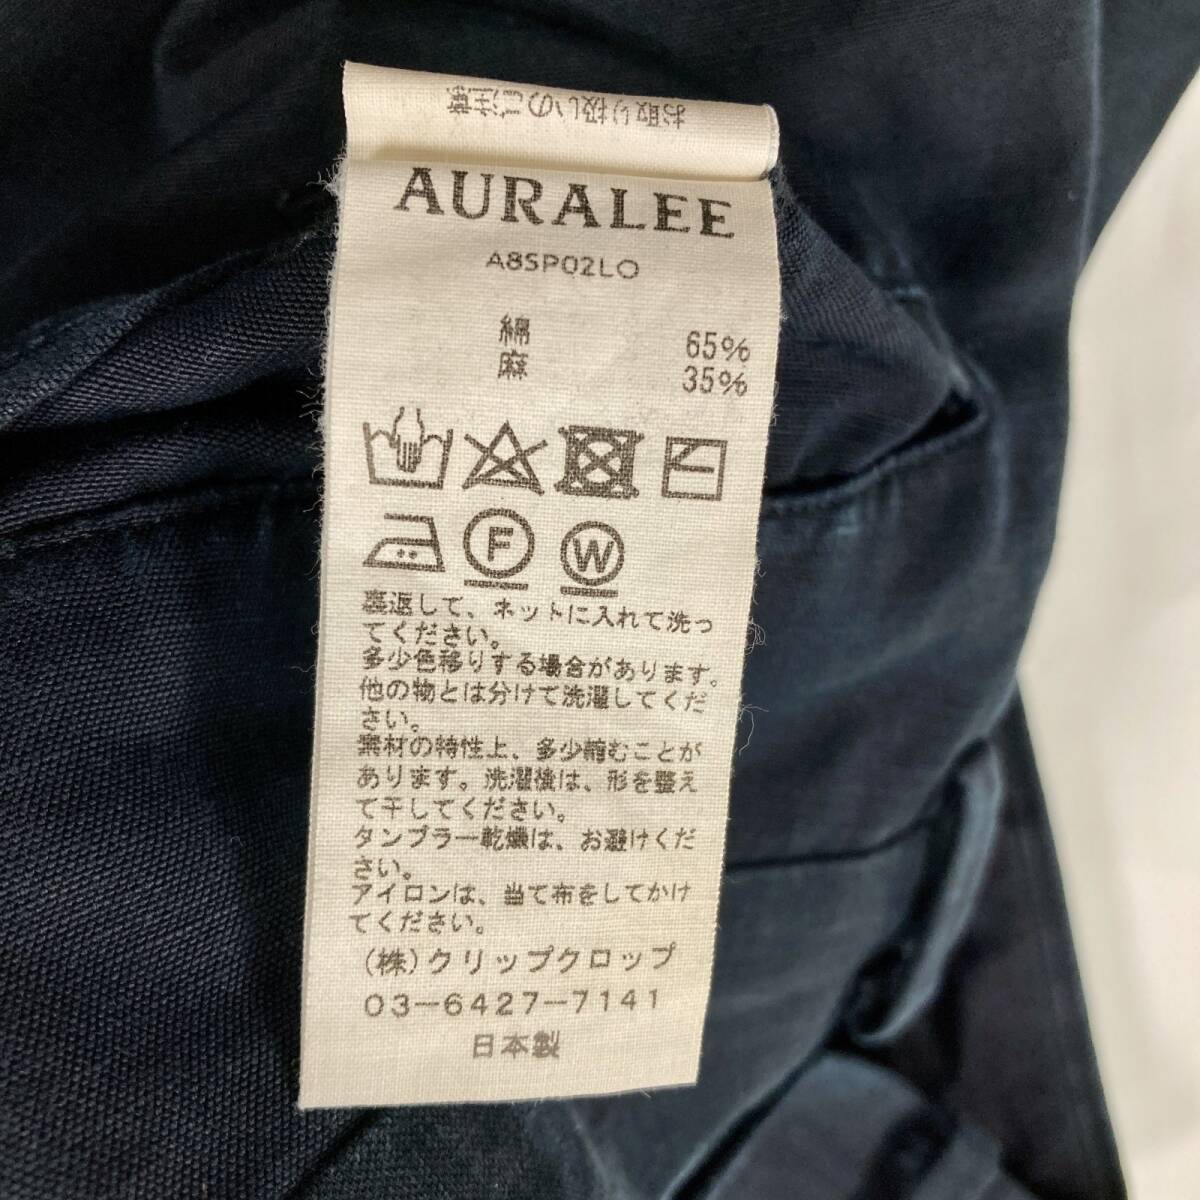 お取り扱いのご注意
AURALEE
A8SP02LO
綿 65%
麻 35%
F W
裏返して、ネットに入れて洗っ
てください。
多少色移りする場合があります。
他の物とは分けて洗濯してくだ
さい。
素材の特性上、多少縮むことが
あります。洗濯後は、形を整え
て干してください。
タンブラー乾燥は、お避けくだ
さい。
アイロンは、当て布をしてかけ
てください。
(株)クリップクロップ
03-6427-7141
日本製